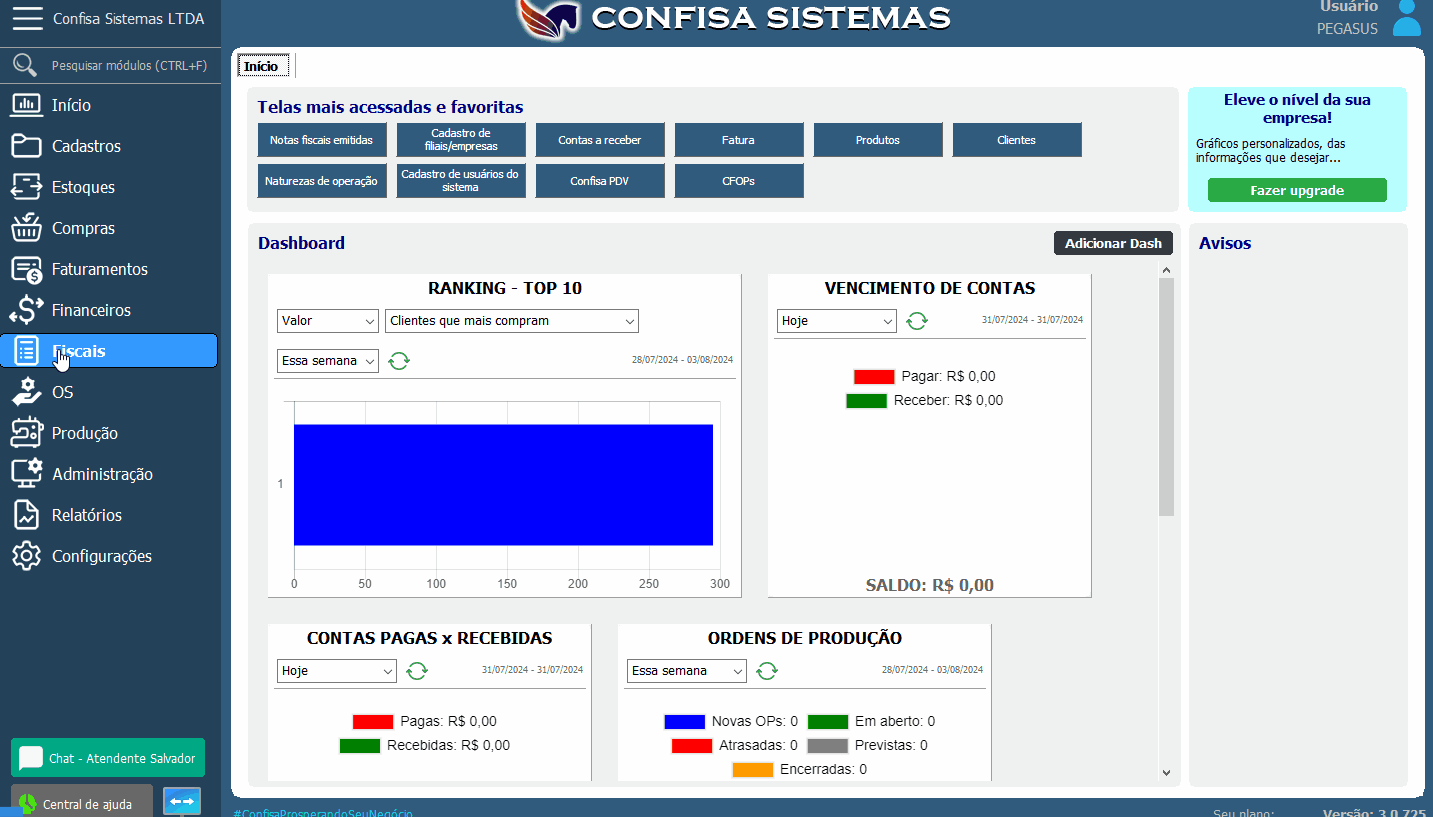 Confisa Sistemas LTDA
Pesquisar módulos (CTRL+F)
Início
Cadastros
Estoques
Compras
Faturamentos
Financeiros
Fiscais
OS
Produção
Administração
Relatórios
Configurações
Chat - Atendente Salvador
Central de ajuda
CONFISA SISTEMAS
Usuário
PEGASUS
Início
Telas mais acessadas e favoritas
Notas fiscais emitidas
Cadastro de
filiais/empresas
Contas a receber
Fatura
Produtos
Clientes
Naturezas de operação
Cadastro de usuários do
sistema
Confisa PDV
CFOPs
Eleve o nível da sua
empresa!
Gráficos personalizados, das
informações que desejar...
Fazer upgrade
Dashboard
Adicionar Dash
Avisos
RANKING - TOP 10
Valor
Clientes que mais compram
Essa semana
28/07/2024 - 03/08/2024
1
0 50 100 150 200 250 300
VENCIMENTO DE CONTAS
Hoje
31/07/2024 - 31/07/2024
Pagar: R$ 0,00
Receber: R$ 0,00
SALDO: R$ 0,00
CONTAS PAGAS x RECEBIDAS
Hoje
31/07/2024 - 31/07/2024
Pagas: R$ 0,00
Recebidas: R$ 0,00
ORDENS DE PRODUÇÃO
Essa semana
28/07/2024 - 03/08/2024
Novas OPs: 0 Em aberto: 0
Atrasadas: 0 Previstas: 0
Encerradas: 0
#ConfisaProsperandoSeuNegócio
Seu plano:
Versão: 3.0.725